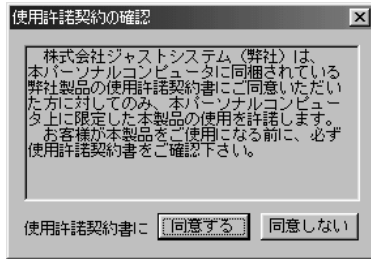 使用許諾契約の確認
　株式会社ジャストシステム（弊社）は、
本パーソナルコンピュータに同梱されている
弊社製品の使用許諾契約書にご同意いただい
た方に対してのみ、本パーソナルコンピュー
タ上に限定した本製品の使用を許諾します。
　お客様が本製品をご使用になる前に、必ず
使用許諾契約書をご確認下さい。
使用許諾契約書に 同意する 同意しない